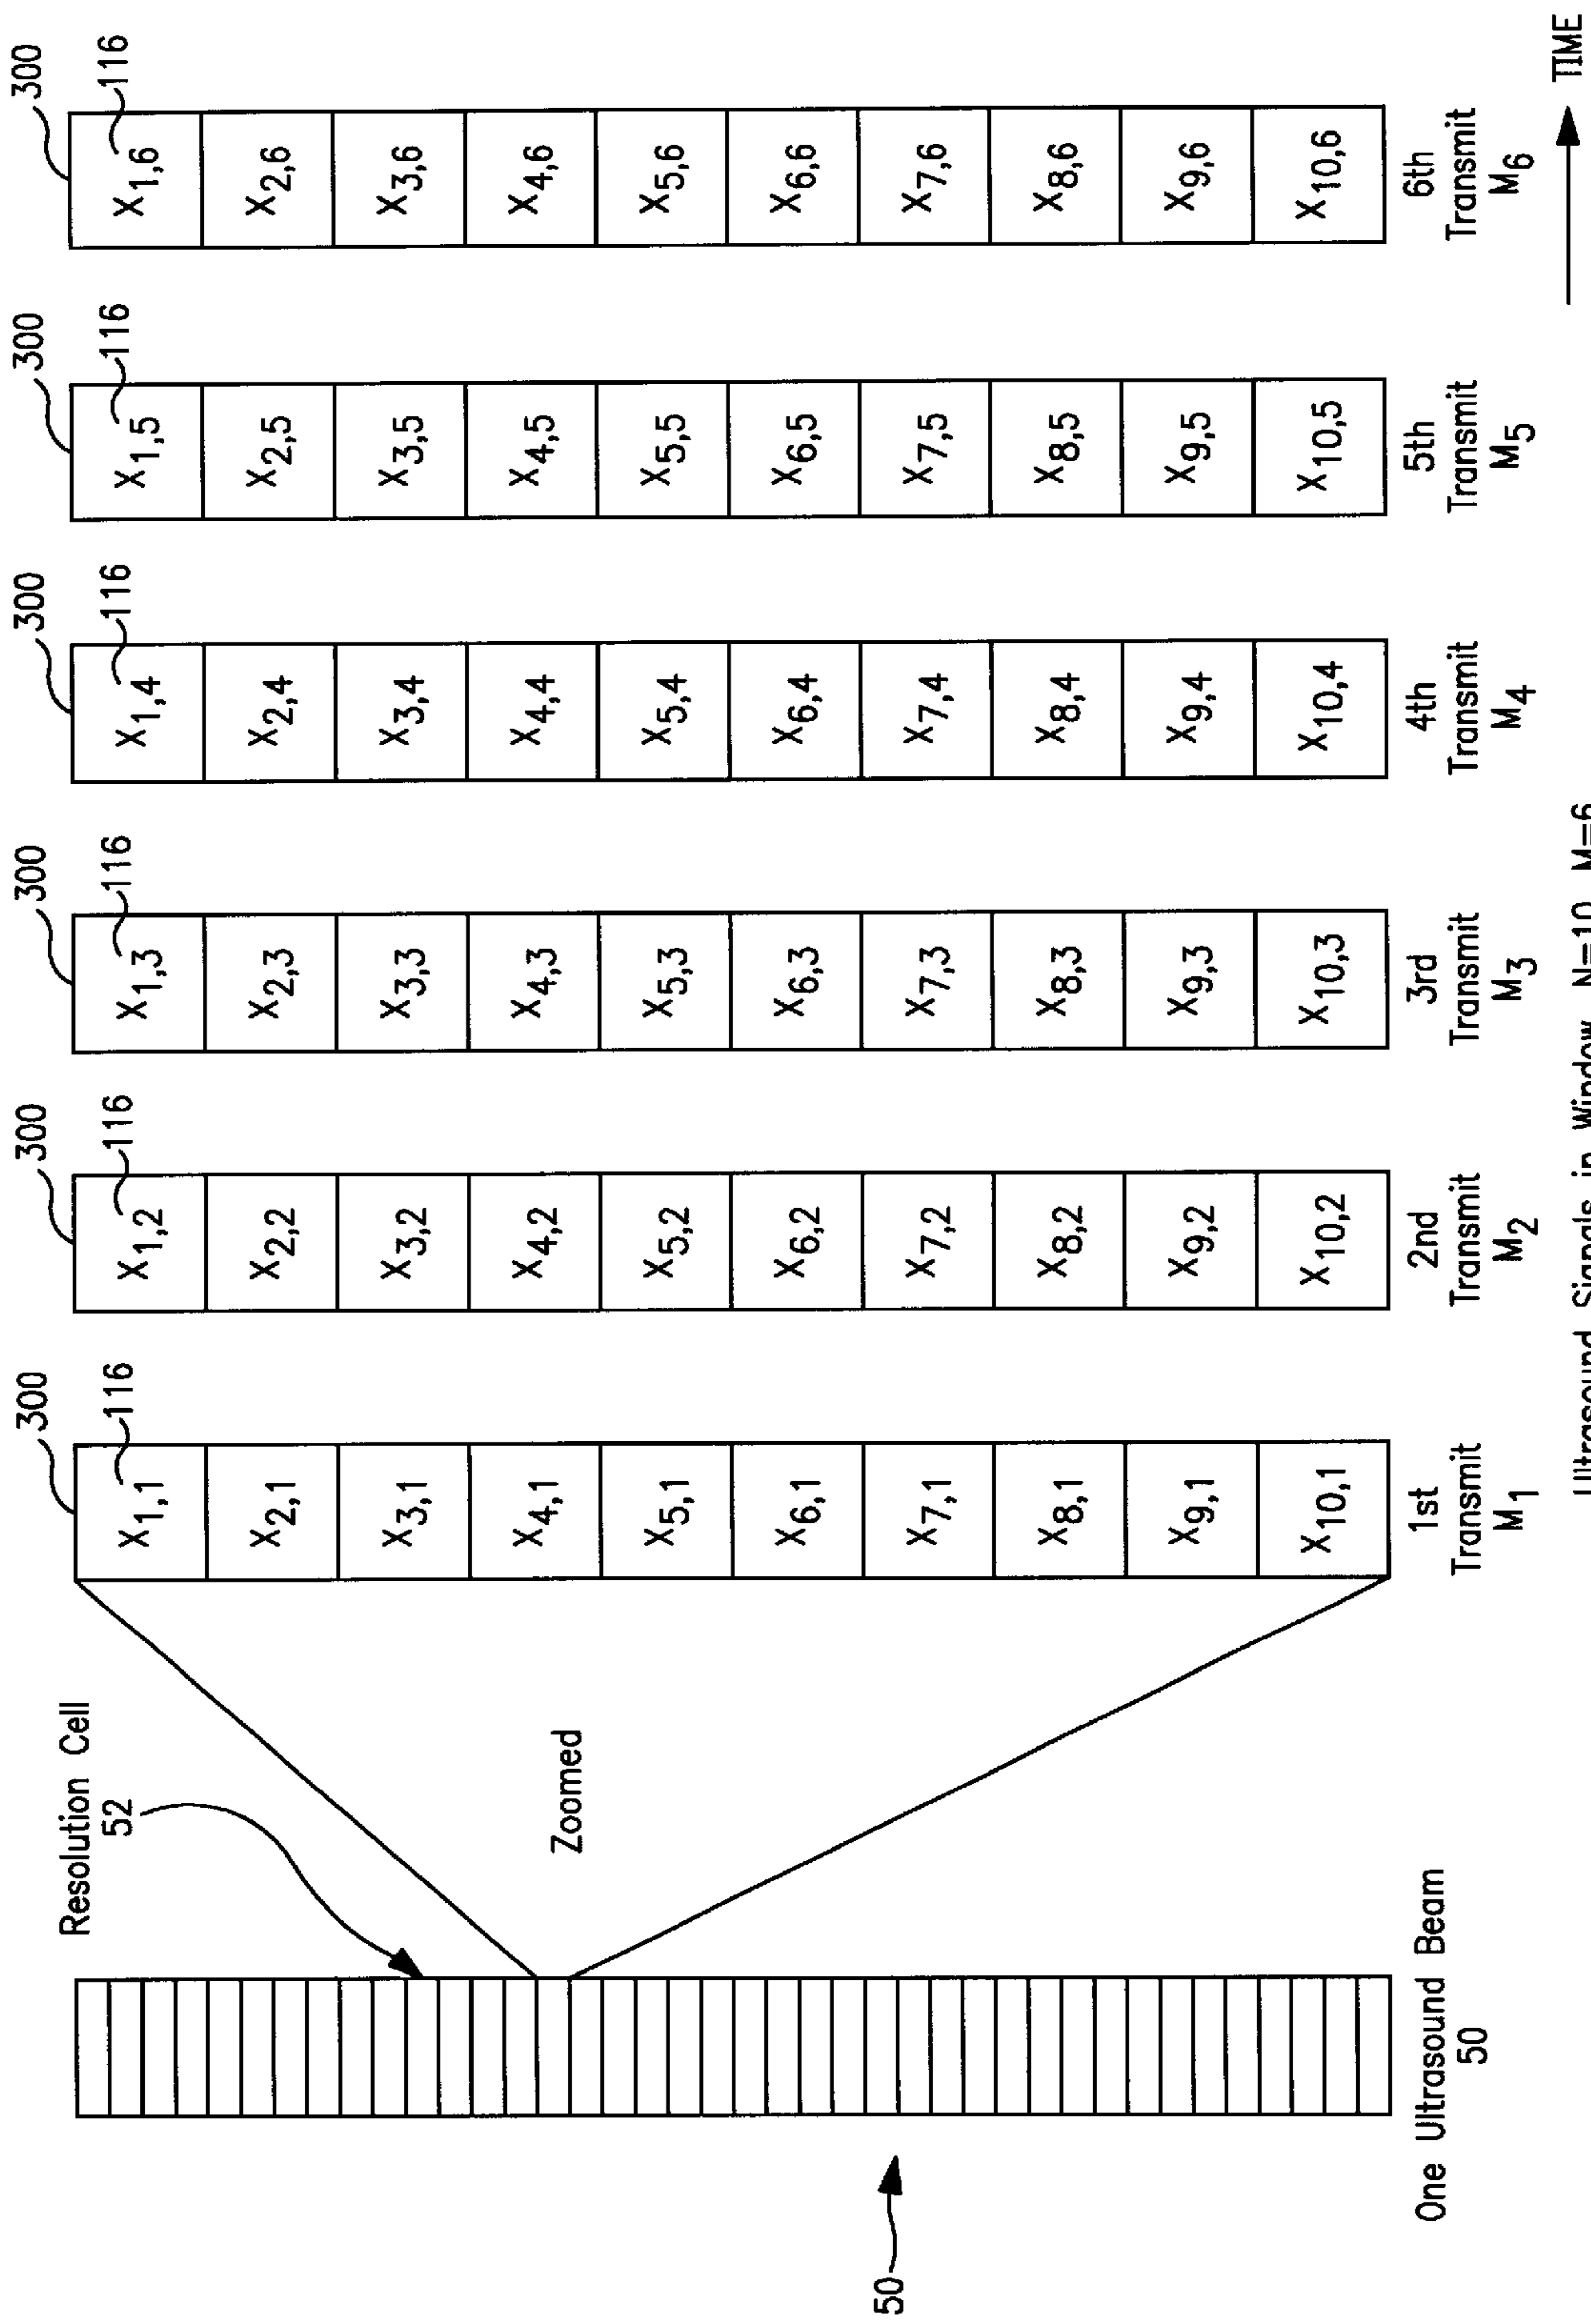 300 300 300 300 300 300
116 116 116 116 116 116
Resolution Cell
52
Zoomed
X1,1 X1,2 X1,3 X1,4 X1,5 X1,6
X2,1 X2,2 X2,3 X2,4 X2,5 X2,6
X3,1 X3,2 X3,3 X3,4 X3,5 X3,6
X4,1 X4,2 X4,3 X4,4 X4,5 X4,6
X5,1 X5,2 X5,3 X5,4 X5,5 X5,6
X6,1 X6,2 X6,3 X6,4 X6,5 X6,6
X7,1 X7,2 X7,3 X7,4 X7,5 X7,6
X8,1 X8,2 X8,3 X8,4 X8,5 X8,6
X9,1 X9,2 X9,3 X9,4 X9,5 X9,6
X10,1 X10,2 X10,3 X10,4 X10,5 X10,6
50
One Ultrasound Beam
50
1st Transmit M1
2nd Transmit M2
3rd Transmit M3
4th Transmit M4
5th Transmit M5
6th Transmit M6
TIME
Ultrasound Signals in Window, N=10, M=6